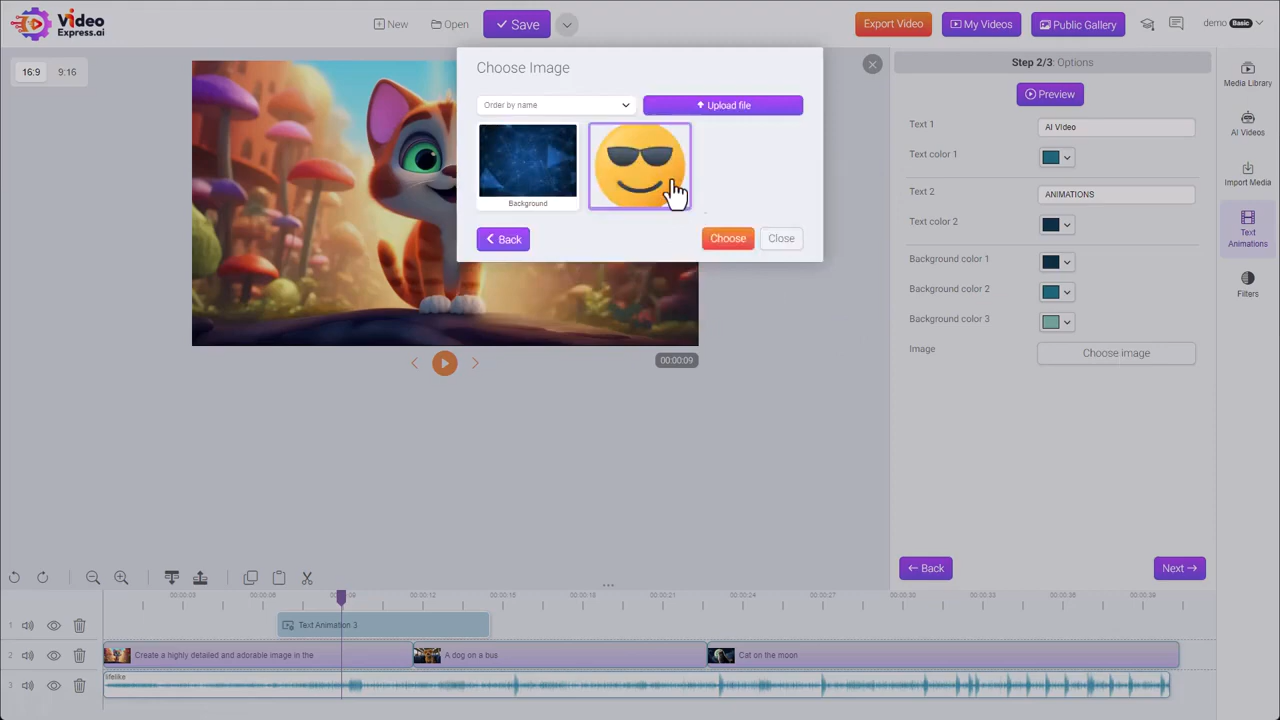 Video
Express.ai
New
Open
Save
Export Video
My Videos
Public Gallery
demo
Basic
16:9
9:16
Choose Image
Order by name
Upload file
Background
Back
Choose
Close
00:00:09
Step 2/3: Options
Preview
Text 1
AI Video
Text color 1
Text 2
ANIMATIONS
Text color 2
Background color 1
Background color 2
Background color 3
Image
Choose image
Back
Next
Media Library
AI Videos
Import Media
Text
Animations
Filters
00:00:03 00:00:06 00:00:09 00:00:12 00:00:15 00:00:18 00:00:21 00:00:24 00:00:27 00:00:30 00:00:33 00:00:36 00:00:39
1
Text Animation 3
2
Create a highly detailed and adorable image in the
A dog on a bus
Cat on the moon
3
lifelike